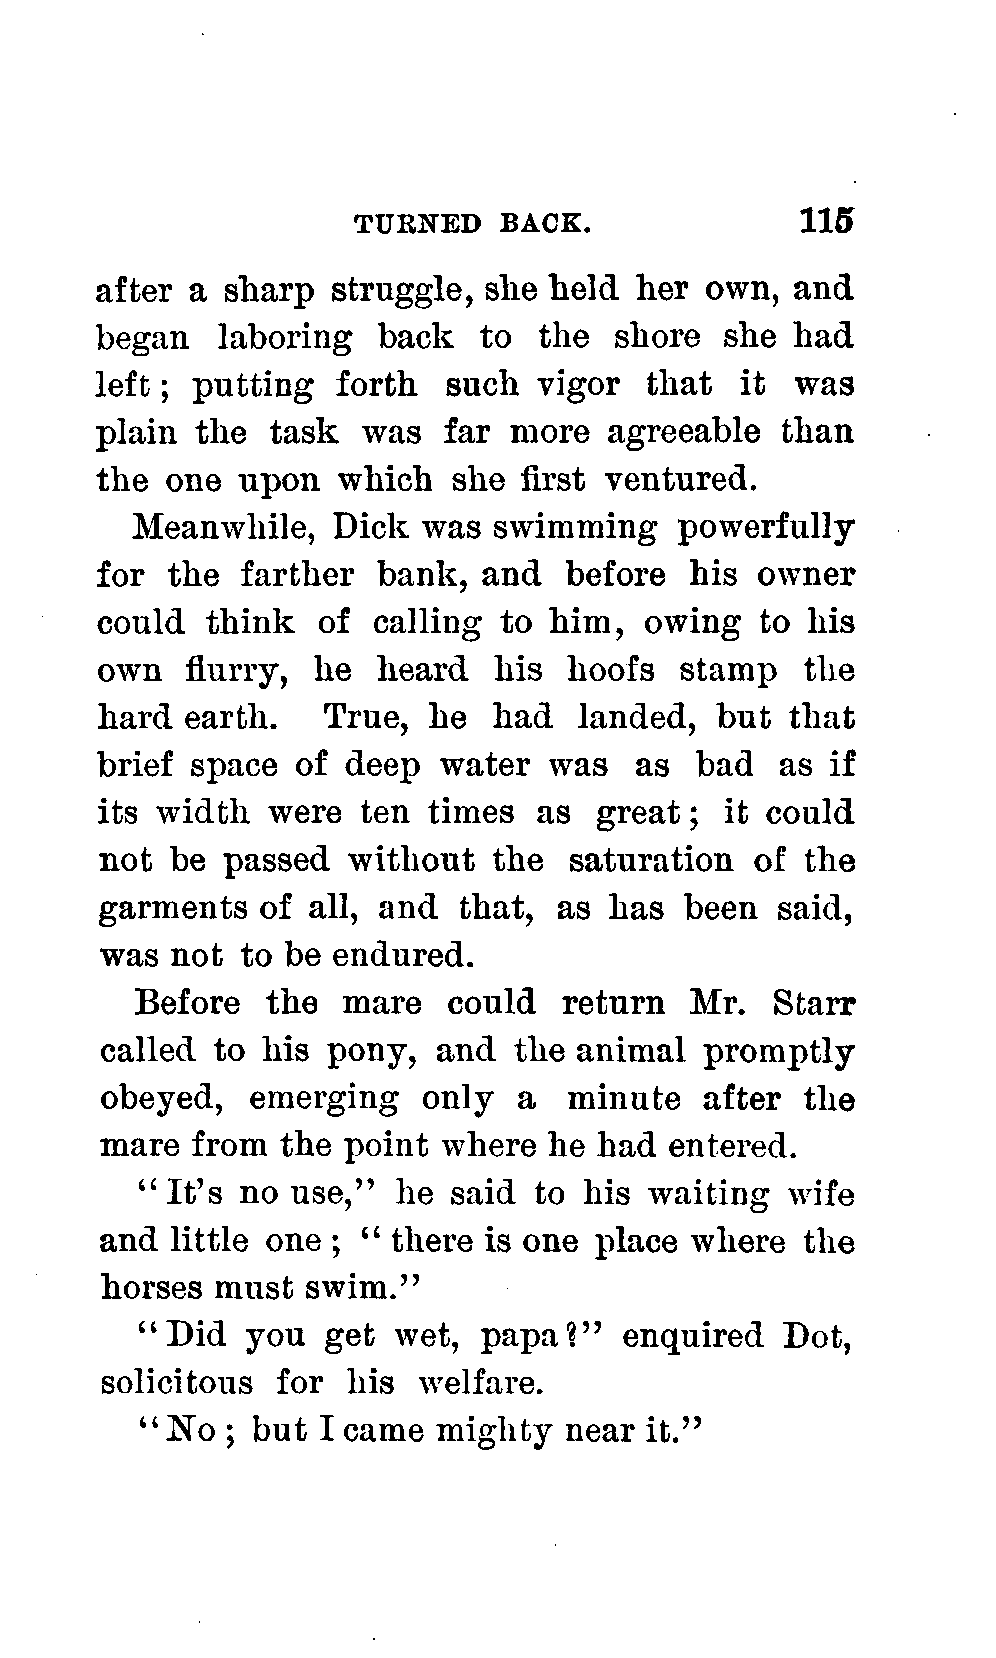 TURNED BACK. 115
after a sharp struggle, she held her own, and
began laboring back to the shore she had
left; putting forth such vigor that it was
plain the task was far more agreeable than
the one upon which she first ventured.
Meanwhile, Dick was swimming powerfully
for the farther bank, and before his owner
could think of calling to him, owing to his
own flurry, he heard his hoofs stamp the
hard earth. True, he had landed, but that
brief space of deep water was as bad as if
its width were ten times as great; it could
not be passed without the saturation of the
garments of all, and that, as has been said,
was not to be endured.
Before the mare could return Mr. Starr
called to his pony, and the animal promptly
obeyed, emerging only a minute after the
mare from the point where he had entered.
"It's no use," he said to his waiting wife
and little one; "there is one place where the
horses must swim."
"Did you get wet, papa?" enquired Dot,
solicitous for his welfare.
"No; but I came mighty near it."